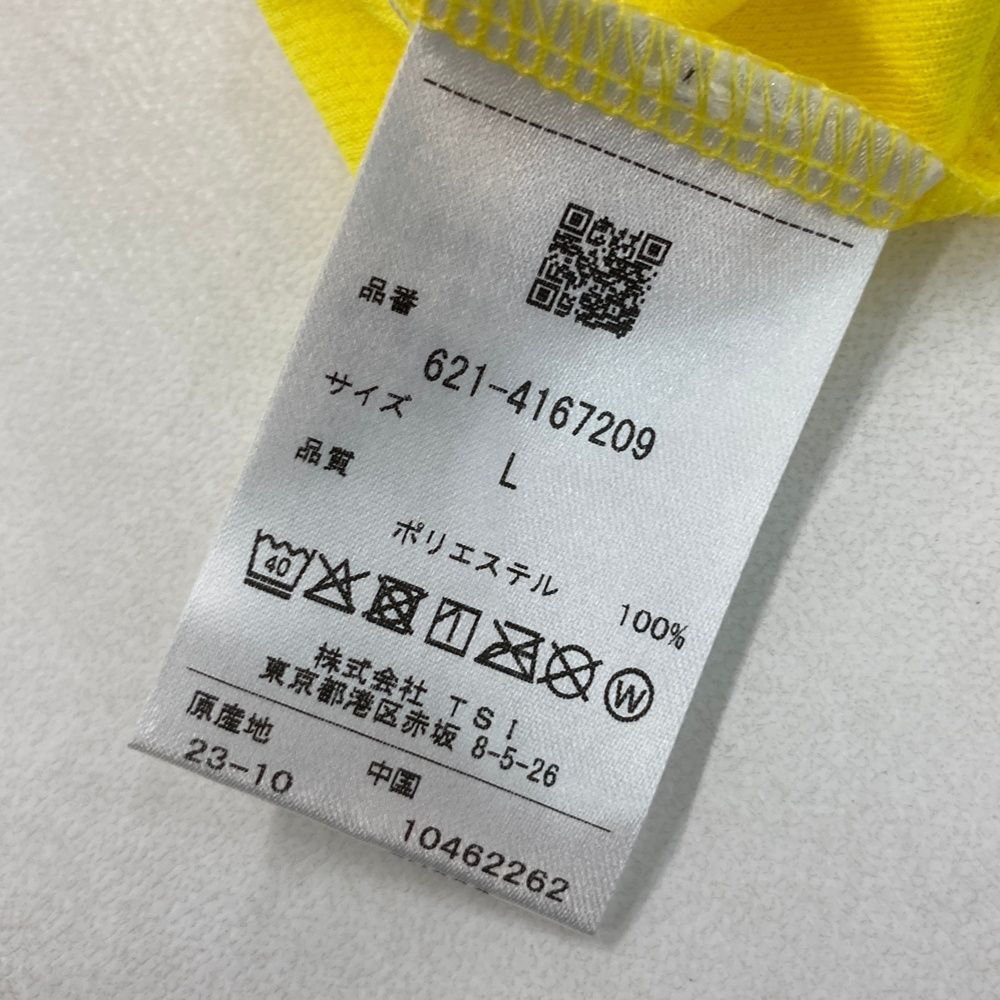 品番
621-4167209
サイズ
L
品質
ポリエステル 100%
40
W
株式会社 TSI
東京都港区赤坂 8-5-26
原産地 中国
23-10 10462262